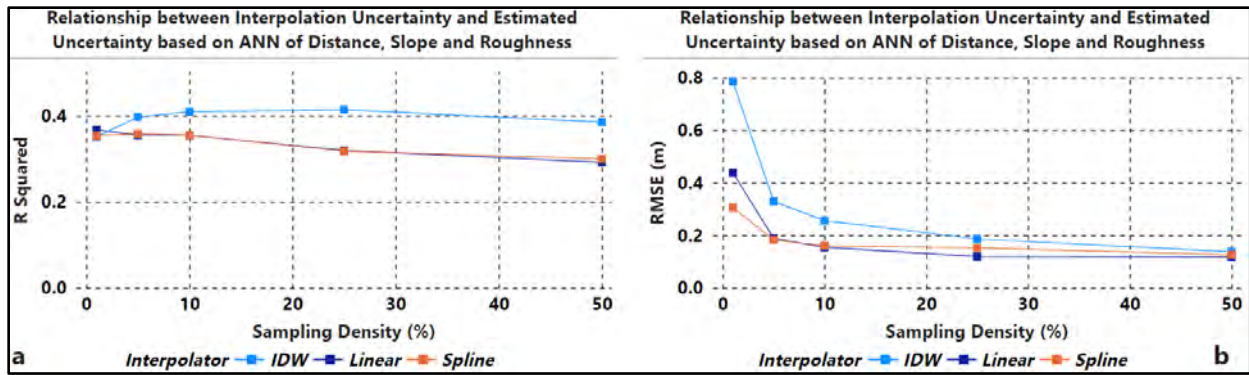 Relationship between Interpolation Uncertainty and Estimated
Uncertainty based on ANN of Distance, Slope and Roughness
0.4
0.2
0.0
R Squared
0 10 20 30 40 50
Sampling Density (%)
a Interpolator IDW Linear Spline
Relationship between Interpolation Uncertainty and Estimated
Uncertainty based on ANN of Distance, Slope and Roughness
0.8
0.6
0.4
0.2
0.0
RMSE (m)
0 10 20 30 40 50
Sampling Density (%)
Interpolator IDW Linear Spline b